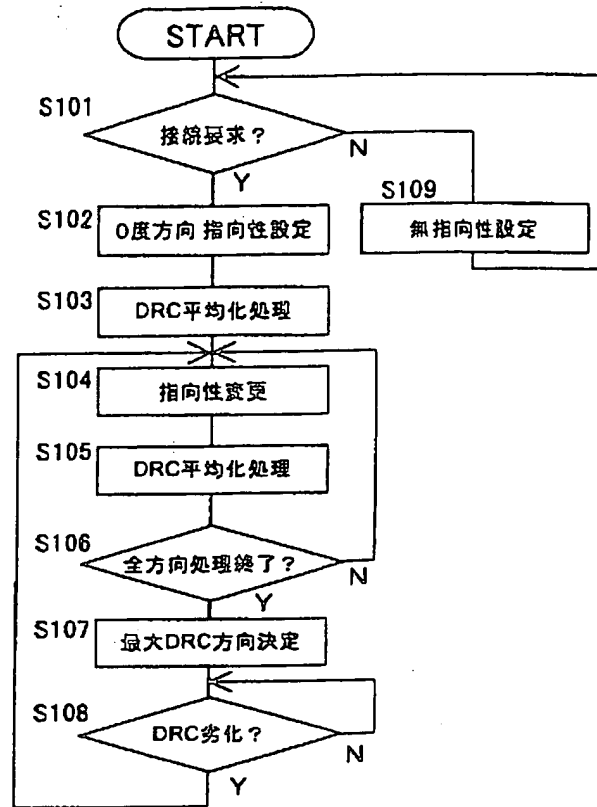 START
S101
接続要求?
N
Y
S109
無指向性設定
S102
0度方向 指向性設定
S103
DRC平均化処理
S104
指向性変更
S105
DRC平均化処理
S106
全方向処理終了?
N
Y
S107
最大DRC方向決定
S108
DRC劣化?
N
Y